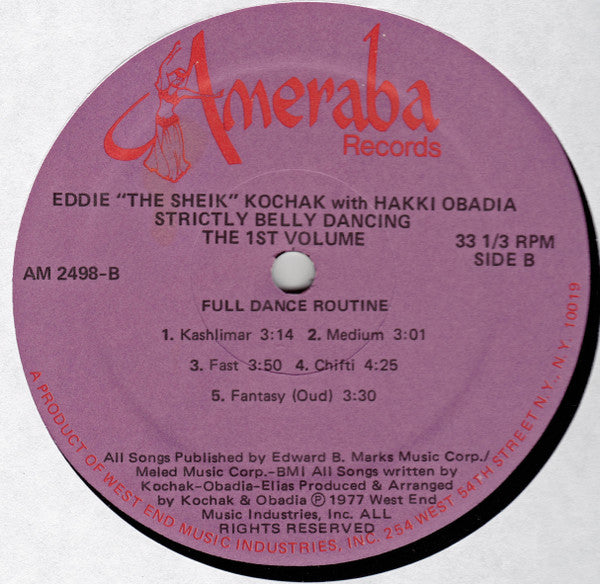 Ameraba
Records
EDDIE "THE SHEIK" KOCHAK with HAKKI OBADIA
STRICTLY BELLY DANCING
THE 1ST VOLUME
33 1/3 RPM
SIDE B
AM 2498-B
FULL DANCE ROUTINE
1. Kashlimar 3:14 2. Medium 3:01
3. Fast 3:50 4. Chifti 4:25
5. Fantasy (Oud) 3:30
All Songs Published by Edward B. Marks Music Corp./
Meled Music Corp.-BMI All Songs written by
Kochak-Obadia-Elias Produced & Arranged
by Kochak & Obadia Ⓟ 1977 West End
Music Industries, Inc. ALL
RIGHTS RESERVED
A PRODUCT OF WEST END MUSIC INDUSTRIES, INC. 254 WEST 54TH STREET N.Y., N.Y. 10019